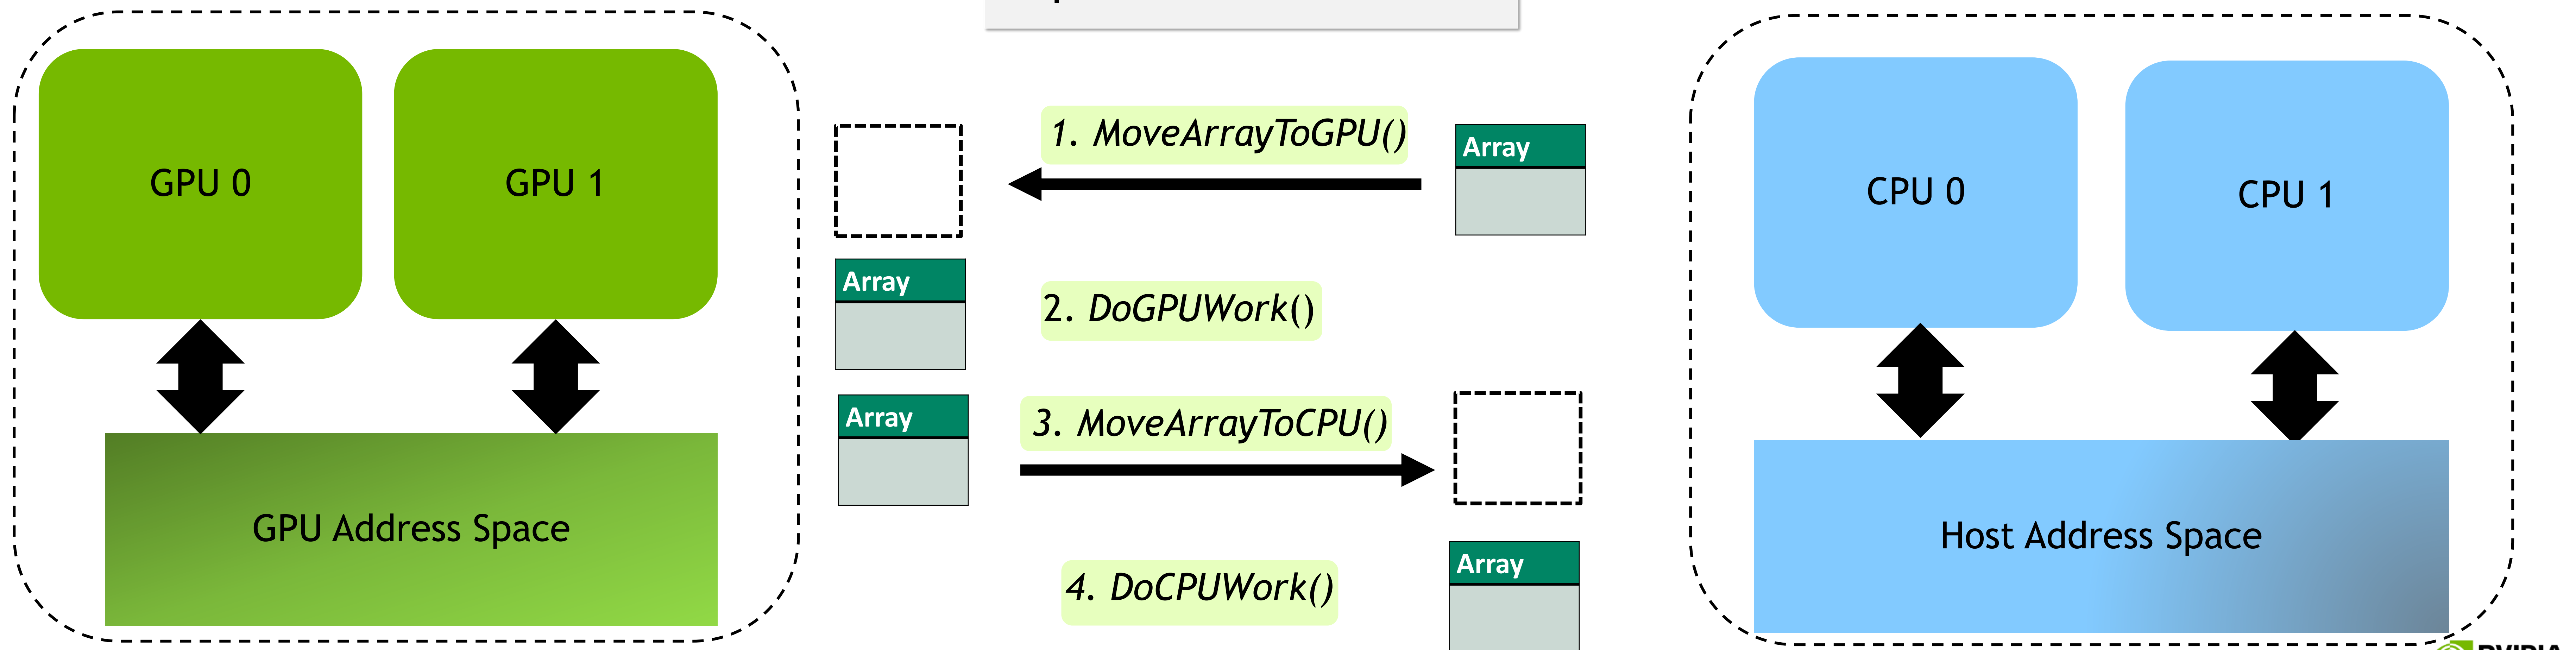 GPU 0
GPU 1
GPU Address Space
1. MoveArrayToGPU()
Array
Array
2. DoGPUWork()
Array
3. MoveArrayToCPU()
4. DoCPUWork()
Array
CPU 0
CPU 1
Host Address Space